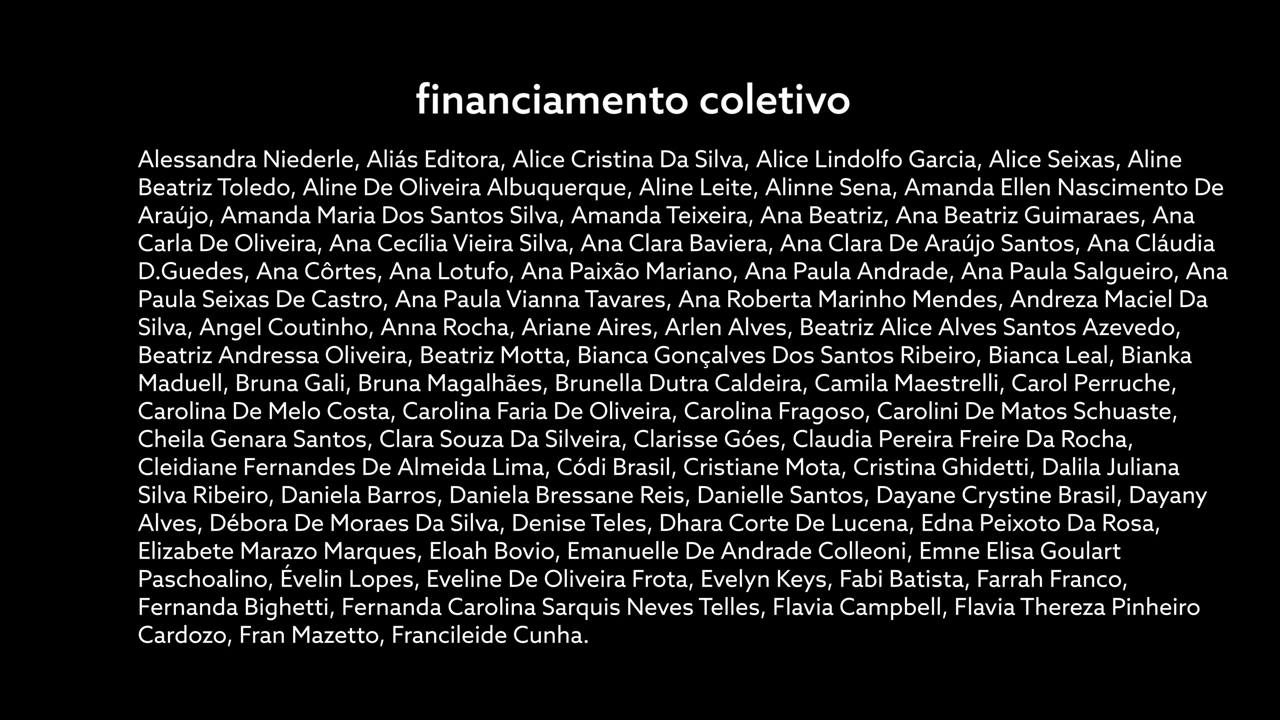 financiamento coletivo
Alessandra Niederle, Aliás Editora, Alice Cristina Da Silva, Alice Lindolfo Garcia, Alice Seixas, Aline
Beatriz Toledo, Aline De Oliveira Albuquerque, Aline Leite, Alinne Sena, Amanda Ellen Nascimento De
Araújo, Amanda Maria Dos Santos Silva, Amanda Teixeira, Ana Beatriz, Ana Beatriz Guimaraes, Ana
Carla De Oliveira, Ana Cecília Vieira Silva, Ana Clara Baviera, Ana Clara De Araújo Santos, Ana Cláudia
D.Guedes, Ana Côrtes, Ana Lotufo, Ana Paixão Mariano, Ana Paula Andrade, Ana Paula Salgueiro, Ana
Paula Seixas De Castro, Ana Paula Vianna Tavares, Ana Roberta Marinho Mendes, Andreza Maciel Da
Silva, Angel Coutinho, Anna Rocha, Ariane Aires, Arlen Alves, Beatriz Alice Alves Santos Azevedo,
Beatriz Andressa Oliveira, Beatriz Motta, Bianca Gonçalves Dos Santos Ribeiro, Bianca Leal, Bianka
Maduell, Bruna Gali, Bruna Magalhães, Brunella Dutra Caldeira, Camila Maestrelli, Carol Perruche,
Carolina De Melo Costa, Carolina Faria De Oliveira, Carolina Fragoso, Carolini De Matos Schuaste,
Cheila Genara Santos, Clara Souza Da Silveira, Clarisse Góes, Claudia Pereira Freire Da Rocha,
Cleidiane Fernandes De Almeida Lima, Códi Brasil, Cristiane Mota, Cristina Ghidetti, Dalila Juliana
Silva Ribeiro, Daniela Barros, Daniela Bressane Reis, Danielle Santos, Dayane Crystine Brasil, Dayany
Alves, Débora De Moraes Da Silva, Denise Teles, Dhara Corte De Lucena, Edna Peixoto Da Rosa,
Elizabete Marazo Marques, Eloah Bovio, Emanuelle De Andrade Colleoni, Emne Elisa Goulart
Paschoalino, Évelin Lopes, Eveline De Oliveira Frota, Evelyn Keys, Fabi Batista, Farrah Franco,
Fernanda Bighetti, Fernanda Carolina Sarquis Neves Telles, Flavia Campbell, Flavia Thereza Pinheiro
Cardozo, Fran Mazetto, Francileide Cunha.